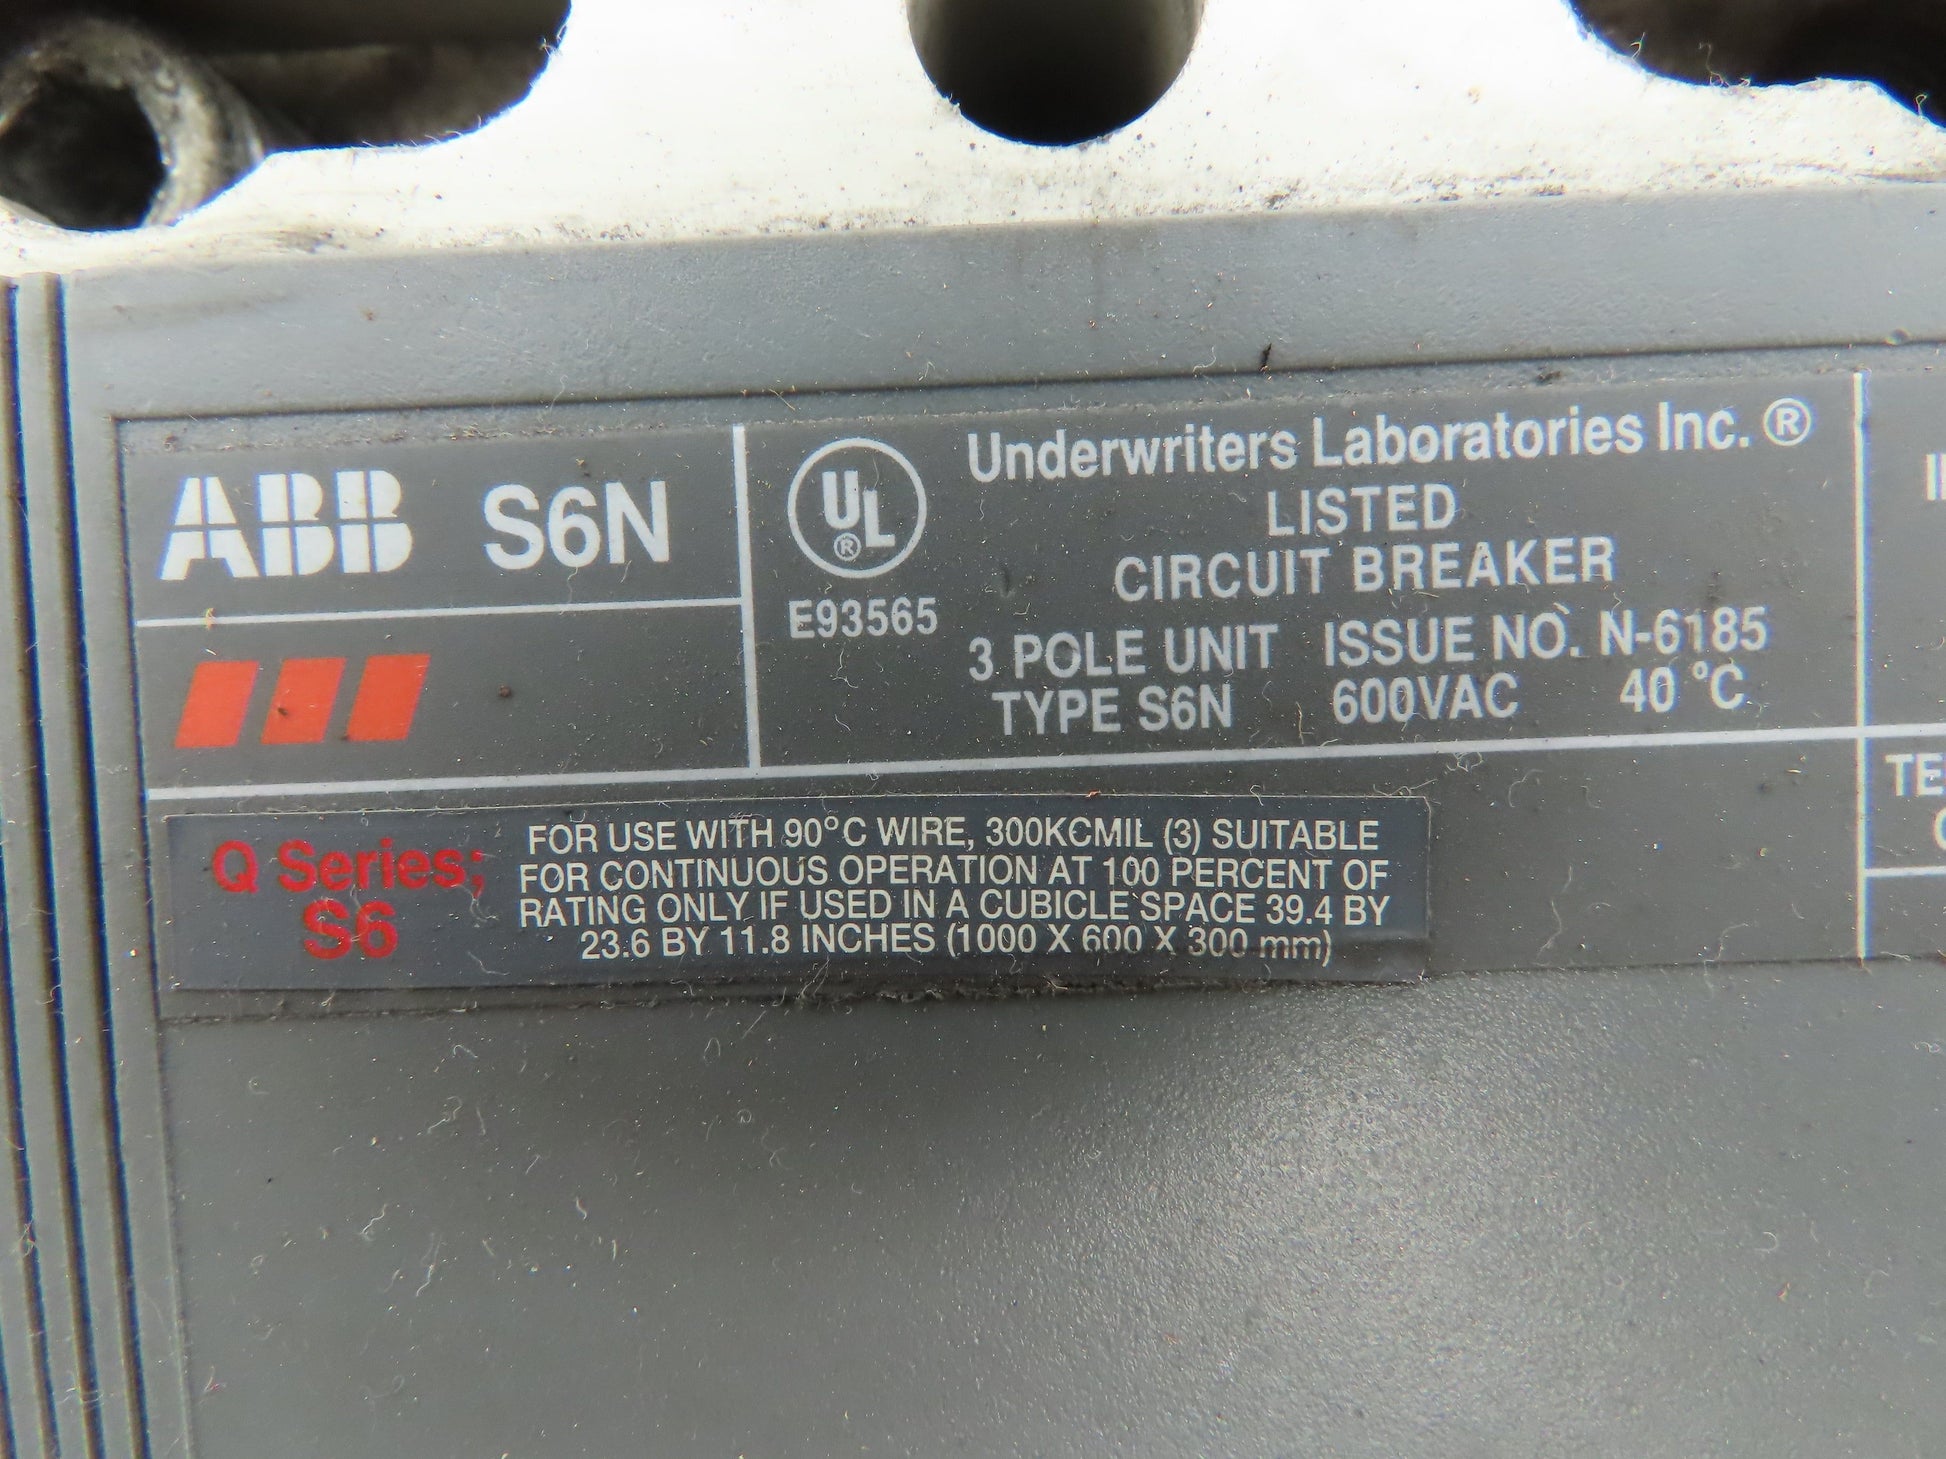 ABB S6N
UL
®
E93565
Underwriters Laboratories Inc. ®
LISTED
CIRCUIT BREAKER
3 POLE UNIT ISSUE NO. N-6185
TYPE S6N 600VAC 40 °C
Q Series;
S6
FOR USE WITH 90°C WIRE, 300KCMIL (3) SUITABLE
FOR CONTINUOUS OPERATION AT 100 PERCENT OF
RATING ONLY IF USED IN A CUBICLE SPACE 39.4 BY
23.6 BY 11.8 INCHES (1000 X 600 X 300 mm)
TE